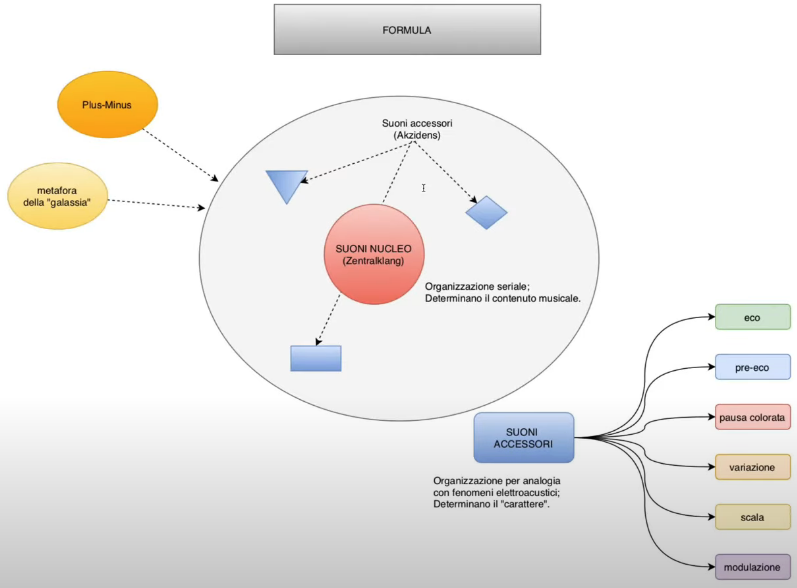 FORMULA
Plus-Minus
metafora
della "galassia"
Suoni accessori
(Akzidens)
SUONI NUCLEO
(Zentralklang)
Organizzazione seriale;
Determinano il contenuto musicale.
SUONI
ACCESSORI
Organizzazione per analogia
con fenomeni elettroacustici;
Determinano il "carattere".
eco
pre-eco
pausa colorata
variazione
scala
modulazione